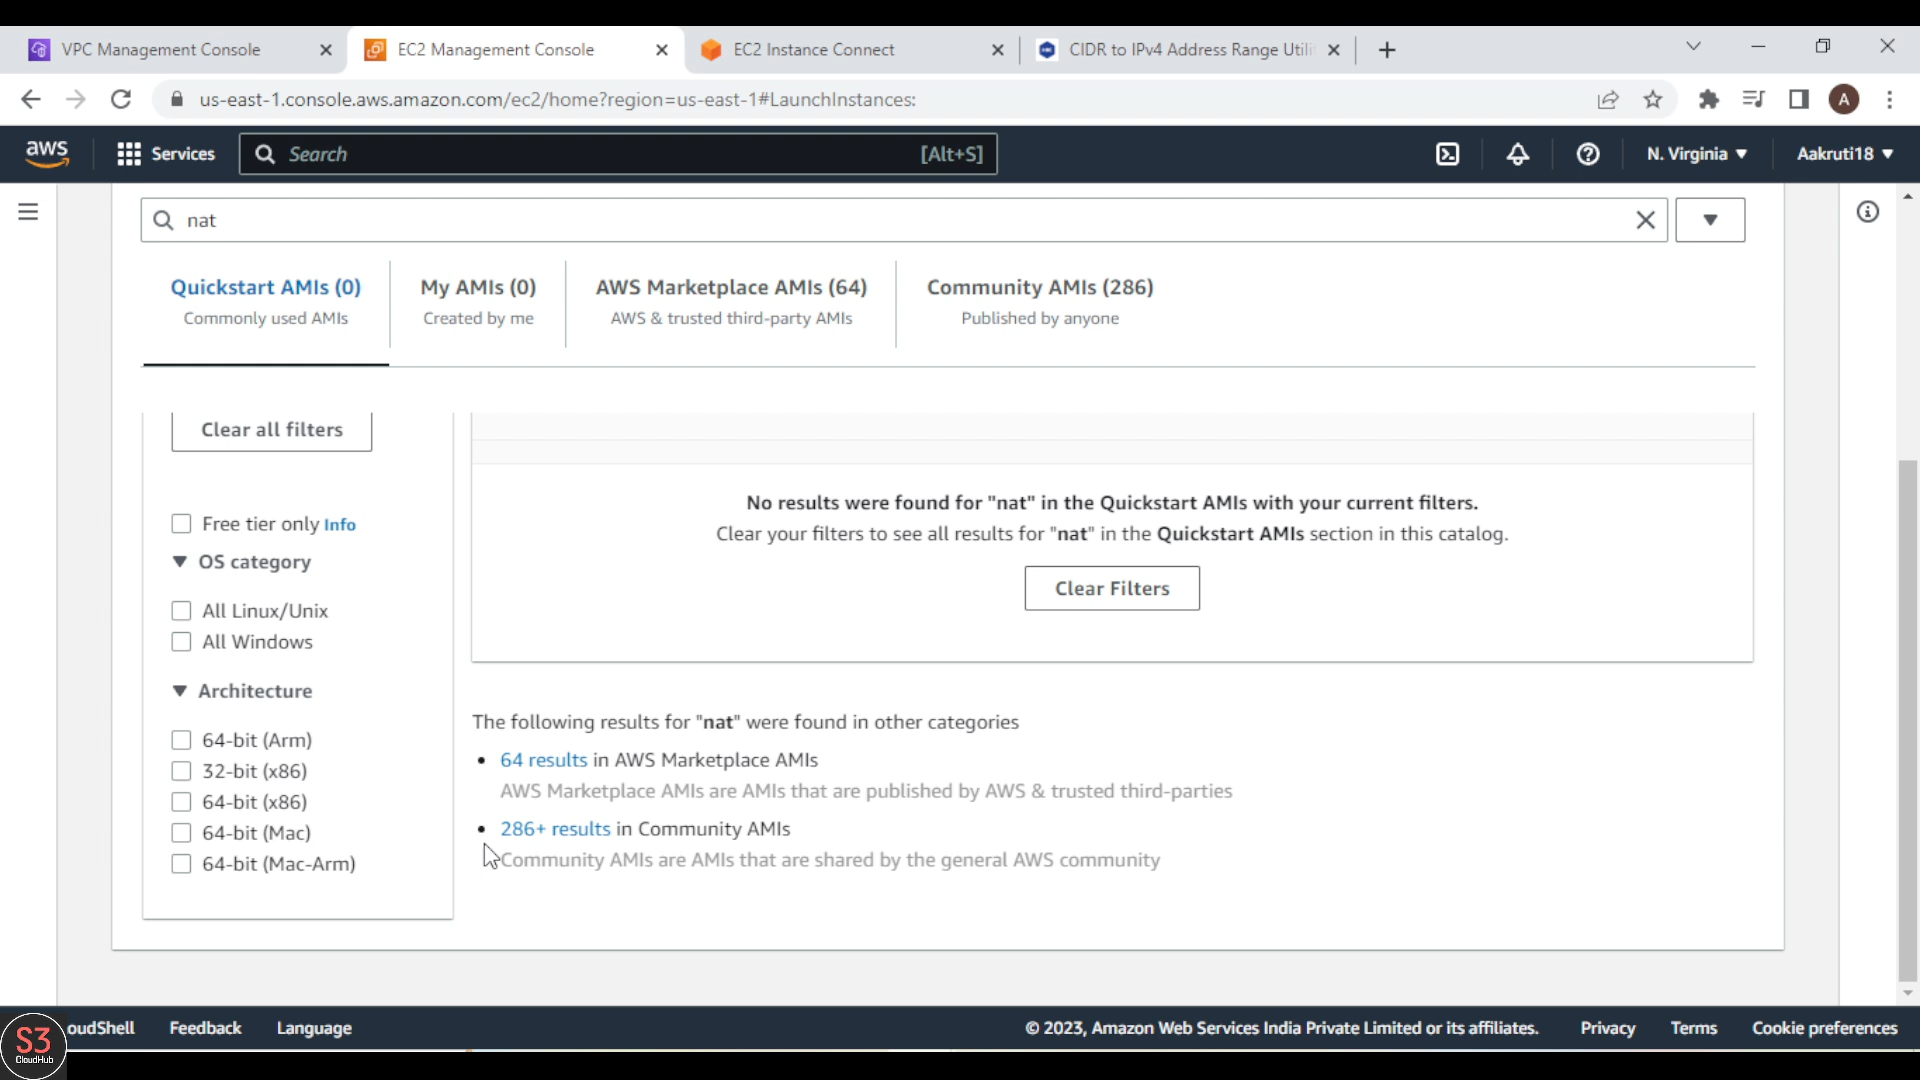 VPC Management Console
EC2 Management Console
EC2 Instance Connect
CIDR to IPv4 Address Range Utili
us-east-1.console.aws.amazon.com/ec2/home?region=us-east-1#LaunchInstances:
A
aws
Services
Search
[Alt+S]
N. Virginia
Aakruti18
nat
Quickstart AMIs (0)
Commonly used AMIs
My AMIs (0)
Created by me
AWS Marketplace AMIs (64)
AWS & trusted third-party AMIs
Community AMIs (286)
Published by anyone
Clear all filters
Free tier only Info
OS category
All Linux/Unix
All Windows
Architecture
64-bit (Arm)
32-bit (x86)
64-bit (x86)
64-bit (Mac)
64-bit (Mac-Arm)
No results were found for "nat" in the Quickstart AMIs with your current filters.
Clear your filters to see all results for "nat" in the Quickstart AMIs section in this catalog.
Clear Filters
The following results for "nat" were found in other categories
• 64 results in AWS Marketplace AMIs
AWS Marketplace AMIs are AMIs that are published by AWS & trusted third-parties
• 286+ results in Community AMIs
Community AMIs are AMIs that are shared by the general AWS community
S3
CloudHub
oudShell
Feedback
Language
© 2023, Amazon Web Services India Private Limited or its affiliates.
Privacy
Terms
Cookie preferences